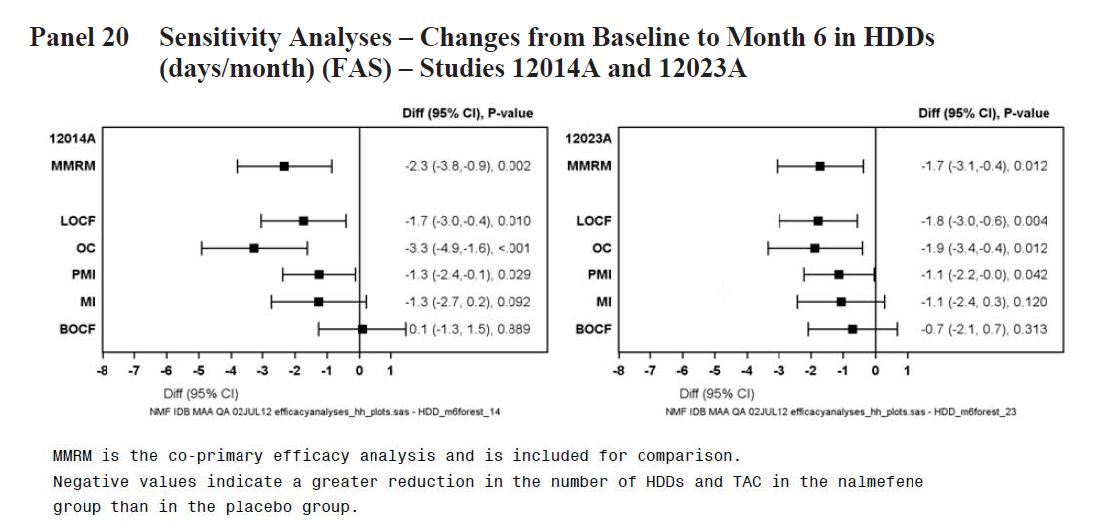 Panel 20 Sensitivity Analyses – Changes from Baseline to Month 6 in HDDs
(days/month) (FAS) – Studies 12014A and 12023A
Diff (95% CI), P-value
12014A
MMRM -2.3 (-3.8,-0.9), 0.002
LOCF -1.7 (-3.0,-0.4), 0.010
OC -3.3 (-4.9,-1.6), <.001
PMI -1.3 (-2.4,-0.1), 0.029
MI -1.3 (-2.7, 0.2), 0.092
BOCF 0.1 (-1.3, 1.5), 0.889
-8 -7 -6 -5 -4 -3 -2 -1 0 1
Diff (95% CI)
NMF IDB MAA QA 02JUL12 efficacyanalyses_hh_plots.sas - HDD_m6forest_14
Diff (95% CI), P-value
12023A
MMRM -1.7 (-3.1,-0.4), 0.012
LOCF -1.8 (-3.0,-0.6), 0.004
OC -1.9 (-3.4,-0.4), 0.012
PMI -1.1 (-2.2,-0.0), 0.042
MI -1.1 (-2.4, 0.3), 0.120
BOCF -0.7 (-2.1, 0.7), 0.313
-8 -7 -6 -5 -4 -3 -2 -1 0 1
Diff (95% CI)
NMF IDB MAA QA 02JUL12 efficacyanalyses_hh_plots.sas - HDD_m6forest_23
MMRM is the co-primary efficacy analysis and is included for comparison.
Negative values indicate a greater reduction in the number of HDDs and TAC in the nalmefene
group than in the placebo group.